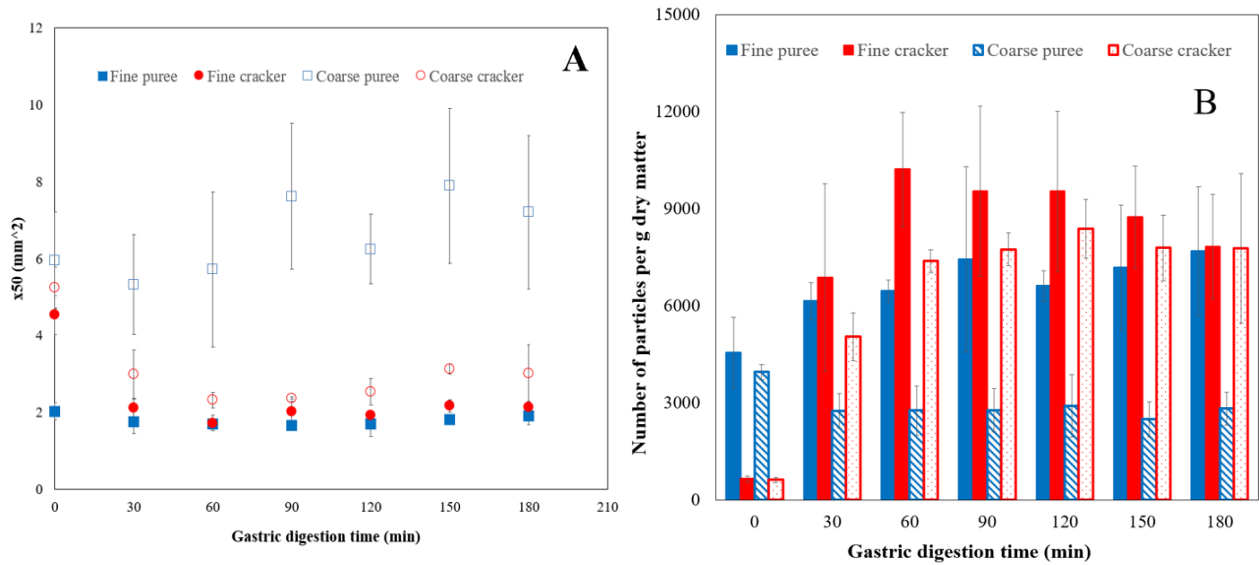 12
A
Fine puree Fine cracker Coarse puree Coarse cracker
10
8
x50 (mm^2)
6
4
2
0
0 30 60 90 120 150 180 210
Gastric digestion time (min)
15000
Fine puree Fine cracker Coarse puree Coarse cracker
B
12000
Number of particles per g dry matter
9000
6000
3000
0
0 30 60 90 120 150 180
Gastric digestion time (min)